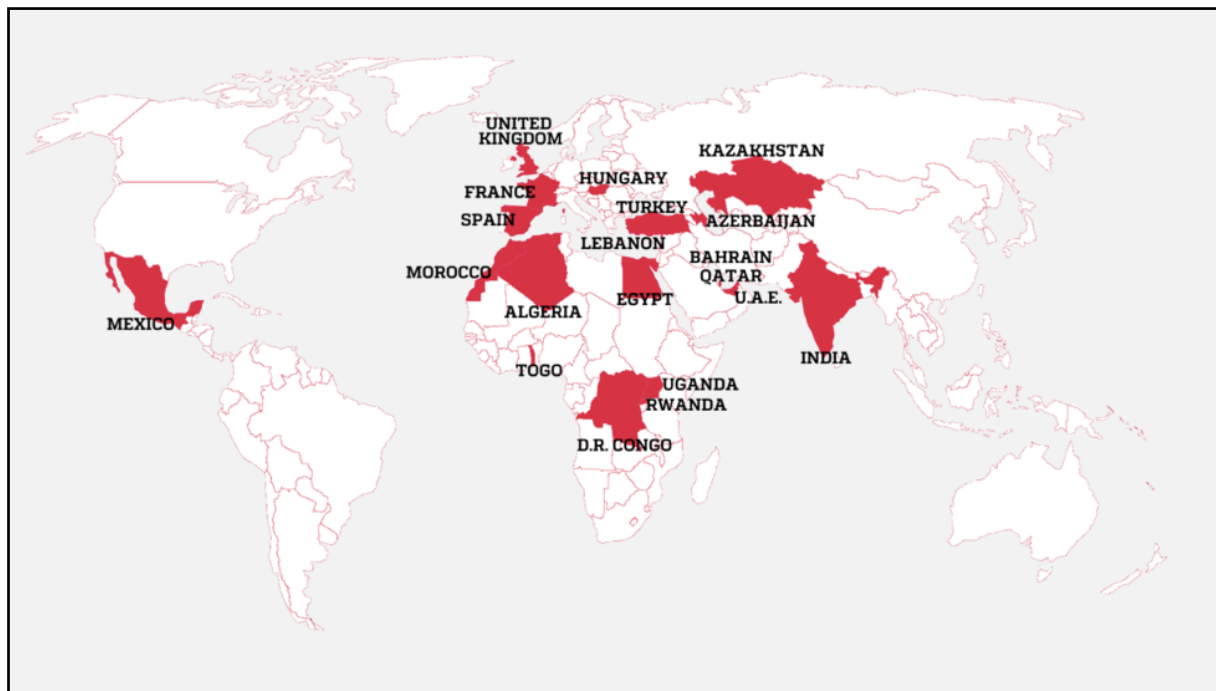 UNITED
KINGDOM
KAZAKHSTAN
HUNGARY
FRANCE
TURKEY
SPAIN
AZERBAIJAN
LEBANON
BAHRAIN
MOROCCO
QATAR
U.A.E.
EGYPT
ALGERIA
MEXICO
INDIA
TOGO
UGANDA
RWANDA
D.R. CONGO